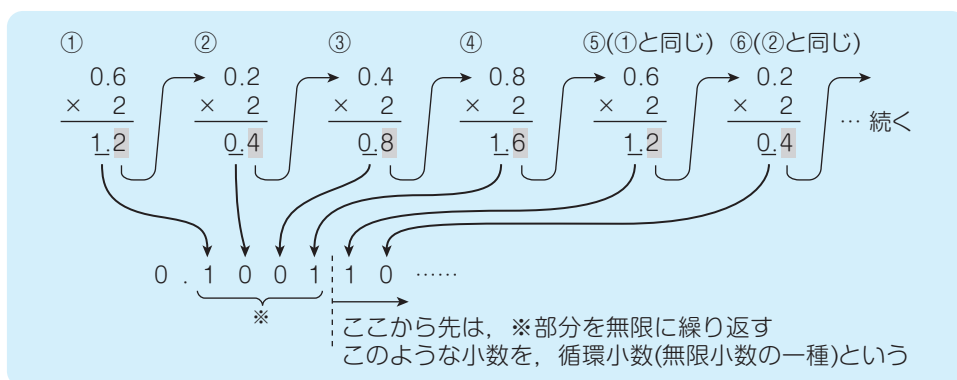 ① ② ③ ④ ⑤(①と同じ) ⑥(②と同じ)
0.6 0.2 0.4 0.8 0.6 0.2
× 2 × 2 × 2 × 2 × 2 × 2 … 続く
1.2 0.4 0.8 1.6 1.2 0.4
0 . 1 0 0 1 1 0 ……
※
ここから先は，※部分を無限に繰り返す
このような小数を，循環小数(無限小数の一種)という